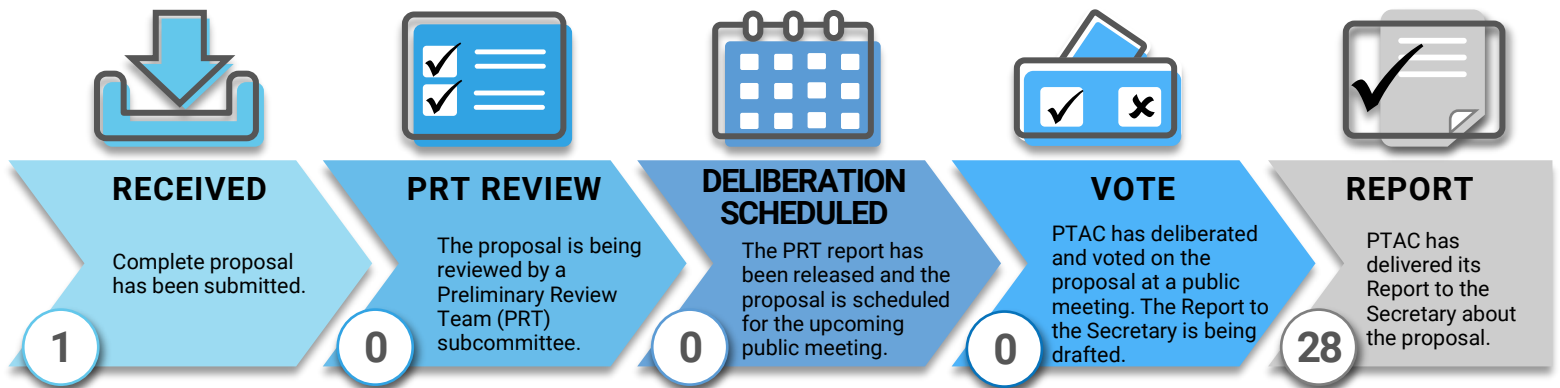 RECEIVED
Complete proposal
has been submitted.
1
PRT REVIEW
The proposal is being
reviewed by a
Preliminary Review
Team (PRT)
subcommittee.
0
DELIBERATION
SCHEDULED
The PRT report has
been released and the
proposal is scheduled
for the upcoming
public meeting.
0
VOTE
PTAC has deliberated
and voted on the
proposal at a public
meeting. The Report to
the Secretary is being
drafted.
0
REPORT
PTAC has
delivered its
Report to the
Secretary about
the proposal.
28